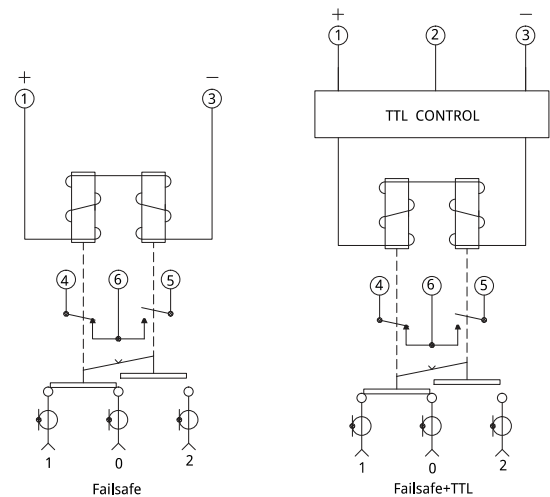 + −
1 3
4 6 5
1 0 2
Failsafe
+ −
1 2 3
TTL CONTROL
4 6 5
1 0 2
Failsafe+TTL